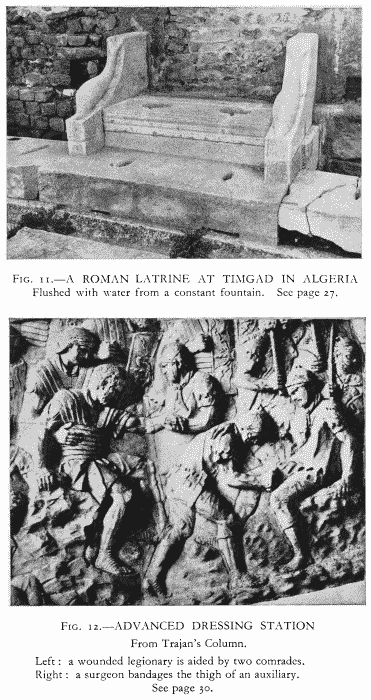 Fig. 11.—A ROMAN LATRINE AT TIMGAD IN ALGERIA
Flushed with water from a constant fountain. See page 27.
Fig. 12.—ADVANCED DRESSING STATION
From Trajan's Column.
Left : a wounded legionary is aided by two comrades.
Right : a surgeon bandages the thigh of an auxiliary.
See page 30.